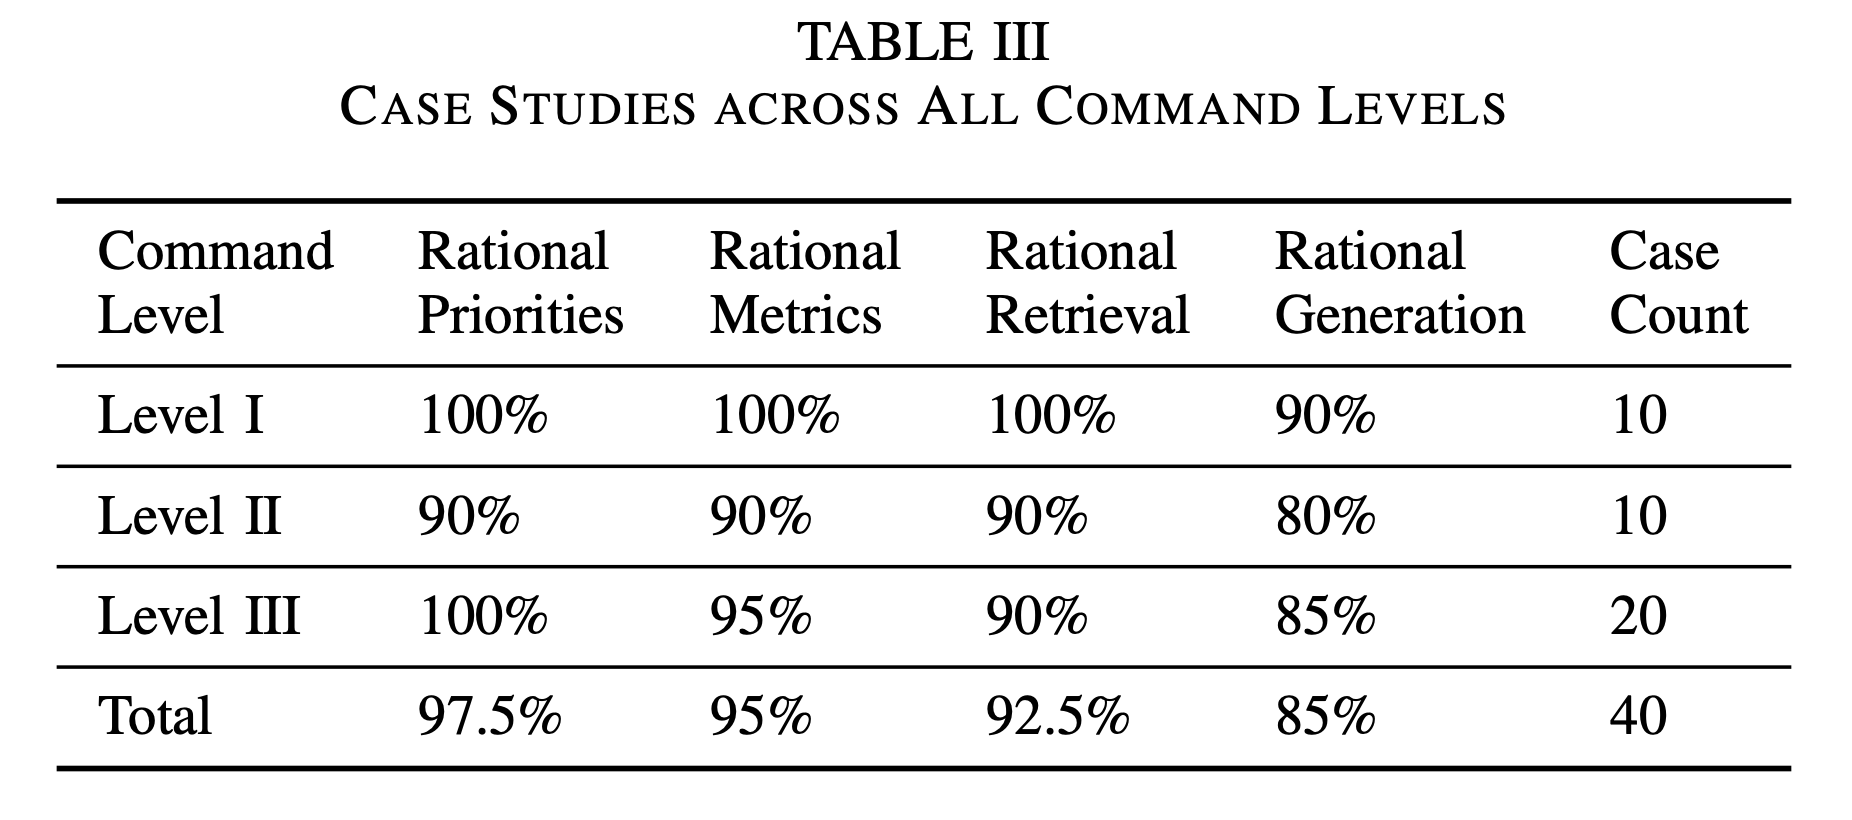 TABLE III
CASE STUDIES ACROSS ALL COMMAND LEVELS
Command Rational Rational Rational Rational Case
Level Priorities Metrics Retrieval Generation Count
Level I 100% 100% 100% 90% 10
Level II 90% 90% 90% 80% 10
Level III 100% 95% 90% 85% 20
Total 97.5% 95% 92.5% 85% 40